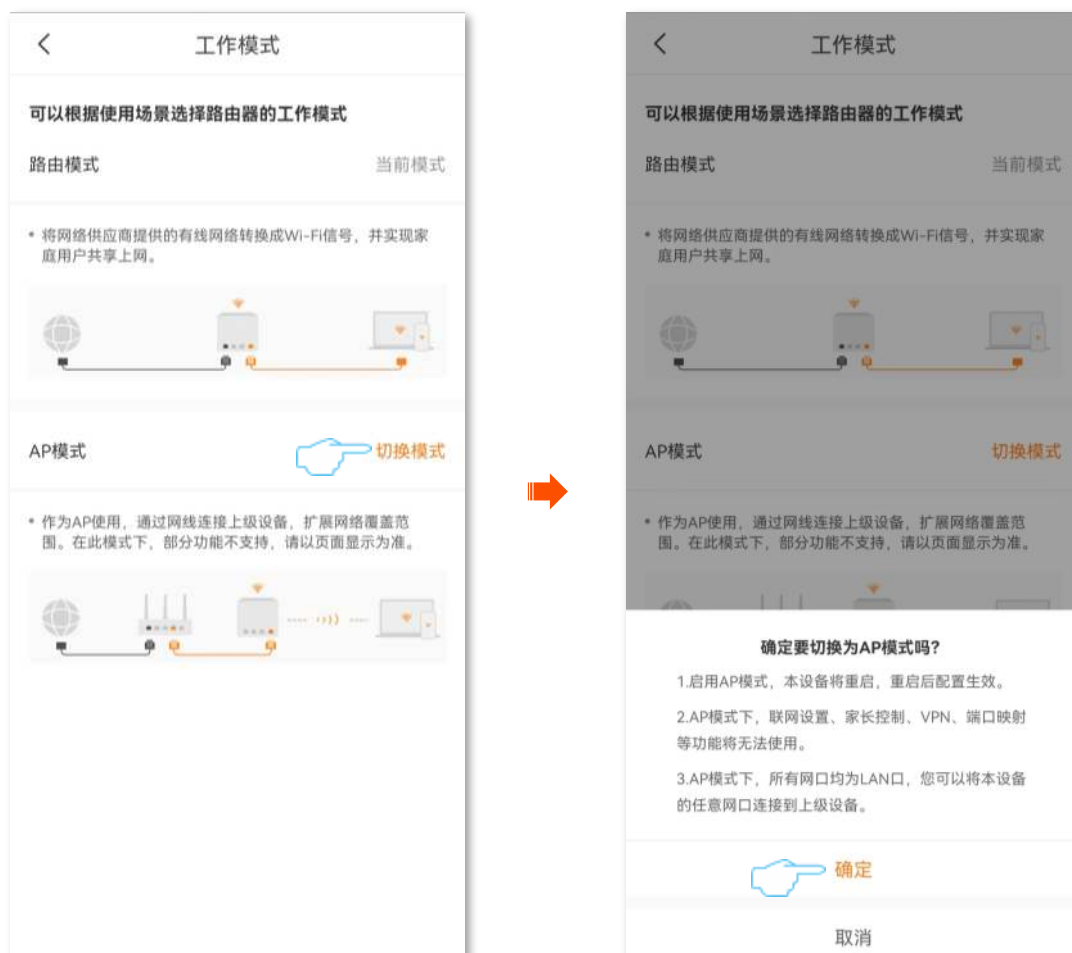 工作模式
可以根据使用场景选择路由器的工作模式
路由模式
当前模式
• 将网络供应商提供的有线网络转换成Wi-Fi信号，并实现家
庭用户共享上网。
AP模式
切换模式
• 作为AP使用，通过网线连接上级设备，扩展网络覆盖范
围。在此模式下，部分功能不支持，请以页面显示为准。
工作模式
可以根据使用场景选择路由器的工作模式
路由模式
当前模式
• 将网络供应商提供的有线网络转换成Wi-Fi信号，并实现家
庭用户共享上网。
AP模式
切换模式
• 作为AP使用，通过网线连接上级设备，扩展网络覆盖范
围。在此模式下，部分功能不支持，请以页面显示为准。
确定要切换为AP模式吗？
1.启用AP模式，本设备将重启，重启后配置生效。
2.AP模式下，联网设置、家长控制、VPN、端口映射
等功能将无法使用。
3.AP模式下，所有网口均为LAN口，您可以将本设备
的任意网口连接到上级设备。
确定
取消